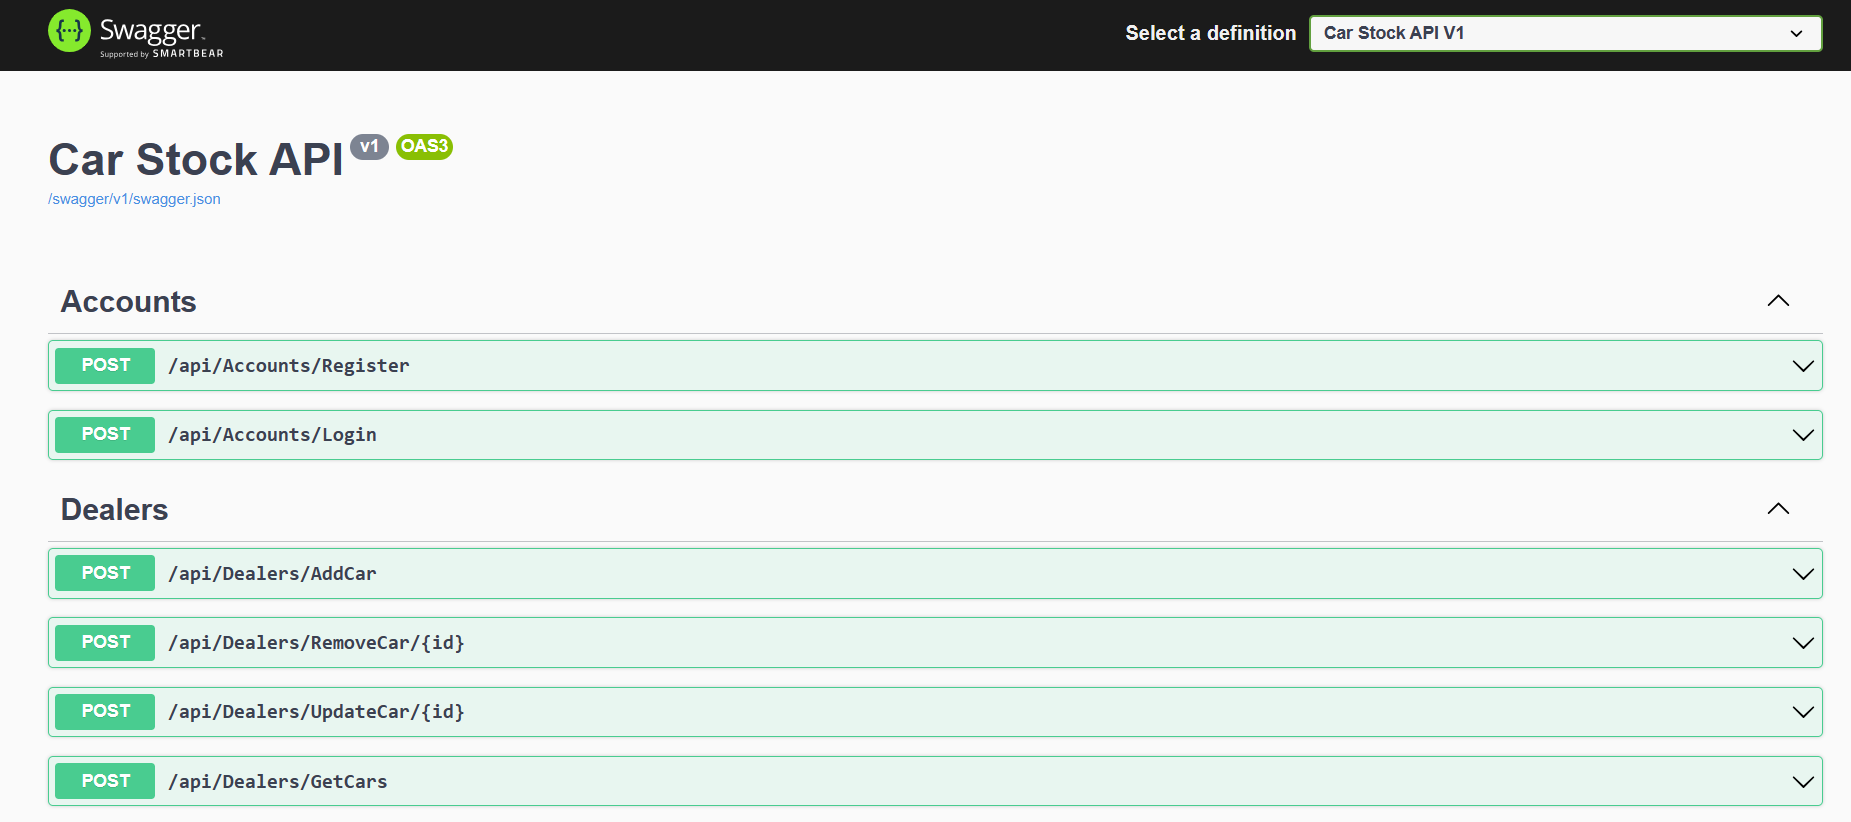 {···} Swagger™
Supported by SMARTBEAR
Select a definition
Car Stock API V1
Car Stock API v1 OAS3
/swagger/v1/swagger.json
Accounts
POST /api/Accounts/Register
POST /api/Accounts/Login
Dealers
POST /api/Dealers/AddCar
POST /api/Dealers/RemoveCar/{id}
POST /api/Dealers/UpdateCar/{id}
POST /api/Dealers/GetCars